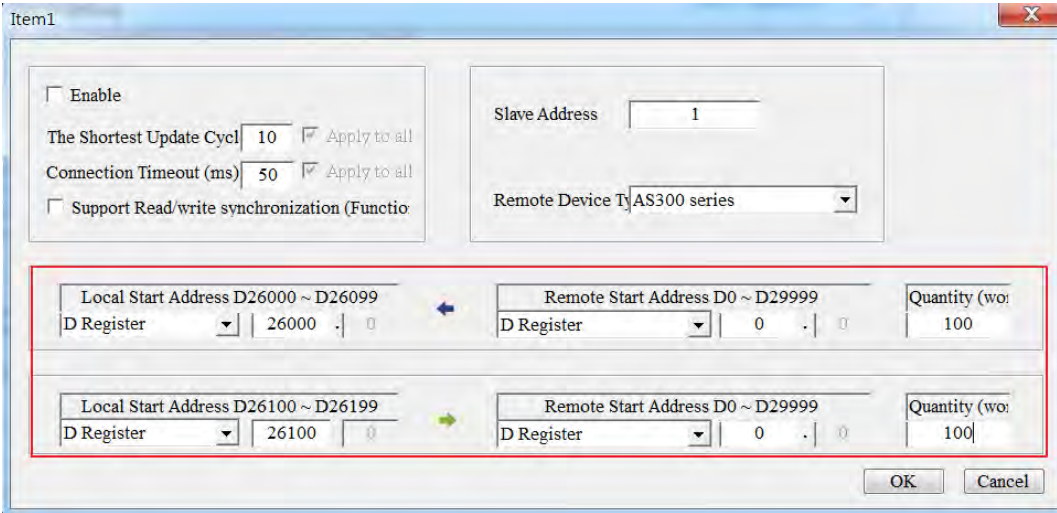 Item1
Enable
The Shortest Update Cycl 10 Apply to all
Connection Timeout (ms) 50 Apply to all
Support Read/write synchronization (Functio
Slave Address 1
Remote Device Ty AS300 series
Local Start Address D26000 ~ D26099 Remote Start Address D0 ~ D29999 Quantity (wor
D Register 26000 . 0 D Register 0 . 0 100
Local Start Address D26100 ~ D26199 Remote Start Address D0 ~ D29999 Quantity (wor
D Register 26100 0 D Register 0 . 0 100
OK Cancel